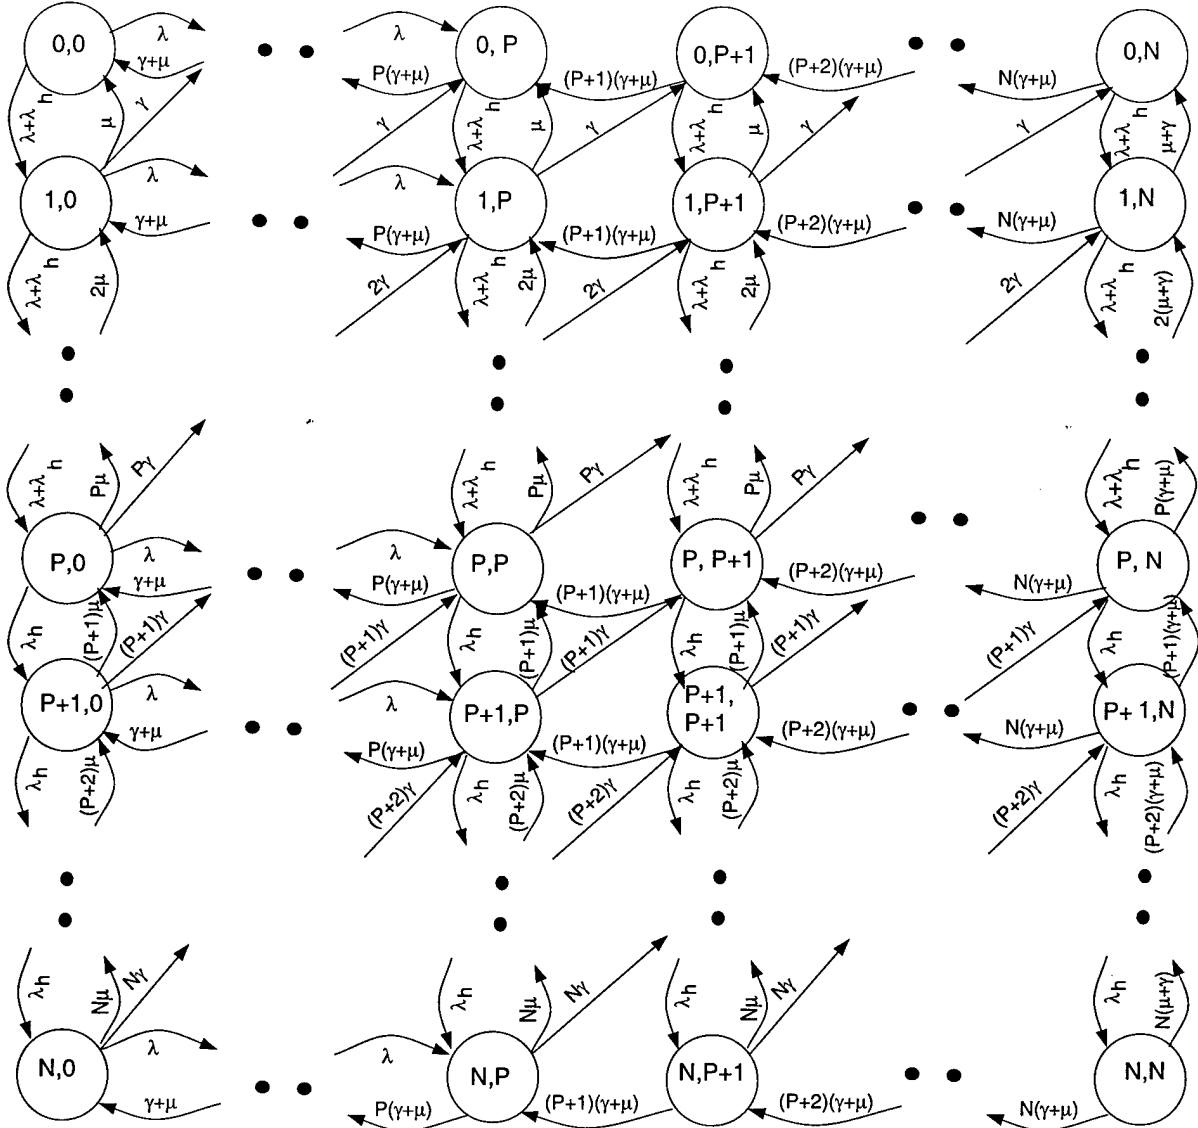 0,0
λ
λ
0, P
0,P+1
0,N
γ+μ
P(γ+μ)
(P+1)(γ+μ)
(P+2)(γ+μ)
N(γ+μ)
λ+λh
μ
γ
γ
λ+λh
μ
γ
λ+λh
μ
γ
γ
λ+λh
μ+γ
1,0
λ
λ
1,P
1,P+1
1,N
γ+μ
P(γ+μ)
(P+1)(γ+μ)
(P+2)(γ+μ)
N(γ+μ)
λ+λh
2μ
2γ
λ+λh
2μ
2γ
λ+λh
2μ
2γ
λ+λh
2(μ+γ)
λ+λh
Pμ
Pγ
λ+λh
Pμ
Pγ
λ+λh
Pμ
Pγ
λ+λh
P(γ+μ)
P,0
λ
λ
P,P
P, P+1
P, N
γ+μ
P(γ+μ)
(P+1)(γ+μ)
(P+2)(γ+μ)
N(γ+μ)
λh
(P+1)μ
(P+1)γ
(P+1)γ
λh
(P+1)μ
(P+1)γ
λh
(P+1)μ
(P+1)γ
(P+1)γ
λh
(P+1)(γ+μ)
P+1,0
λ
λ
P+1,P
P+1,
P+1
P+ 1,N
γ+μ
P(γ+μ)
(P+1)(γ+μ)
(P+2)(γ+μ)
N(γ+μ)
λh
(P+2)μ
(P+2)γ
λh
(P+2)μ
(P+2)γ
λh
(P+2)μ
(P+2)γ
λh
(P+2)(γ+μ)
λh
Nμ
Nγ
λh
Nμ
Nγ
λh
Nμ
Nγ
λh
N(μ+γ)
N,0
λ
λ
N,P
N,P+1
N,N
γ+μ
P(γ+μ)
(P+1)(γ+μ)
(P+2)(γ+μ)
N(γ+μ)